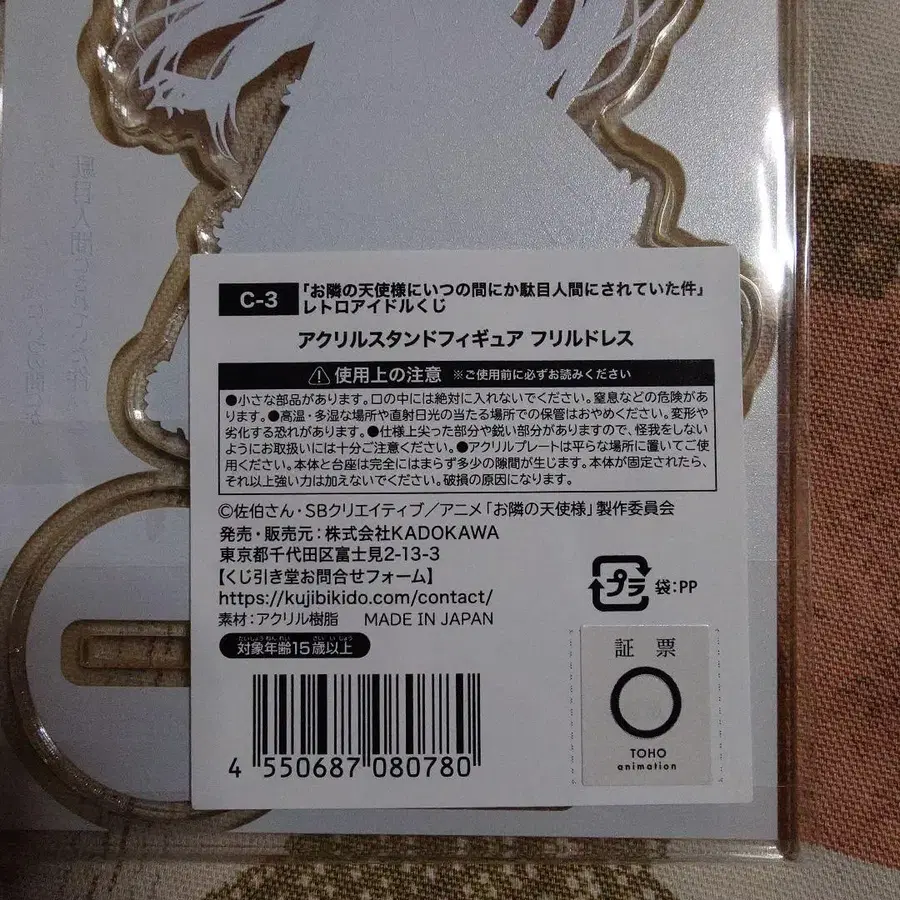 C-3
「お隣の天使様にいつの間にか駄目人間にされていた件」
レトロアイドルくじ
アクリルスタンドフィギュア フリルドレス
使用上の注意 ※ご使用前に必ずお読みください
●小さな部品があります。口の中には絶対に入れないでください。窒息などの危険があ
ります。●高温・多湿な場所や直射日光の当たる場所での保管はおやめください。変形や
劣化する恐れがあります。●仕様上尖った部分や鋭い部分がありますので、怪我をしない
ようにお取扱いには十分ご注意ください。●アクリルプレートは平らな場所に置いてご使
用ください。本体と台座は完全にはまらず多少の隙間が生じます。本体が固定されたら、
それ以上強い力は加えないでください。破損の原因になります。
©佐伯さん・SBクリエイティブ/アニメ「お隣の天使様」製作委員会
発売・販売元:株式会社KADOKAWA
東京都千代田区富士見2-13-3
【くじ引き堂お問合せフォーム】
https://kujibikido.com/contact/
素材:アクリル樹脂 MADE IN JAPAN
プラ 袋:PP
たいしょうねんれい さいいじょう
対象年齢15歳以上
4 550687 080780
証票
TOHO
animation